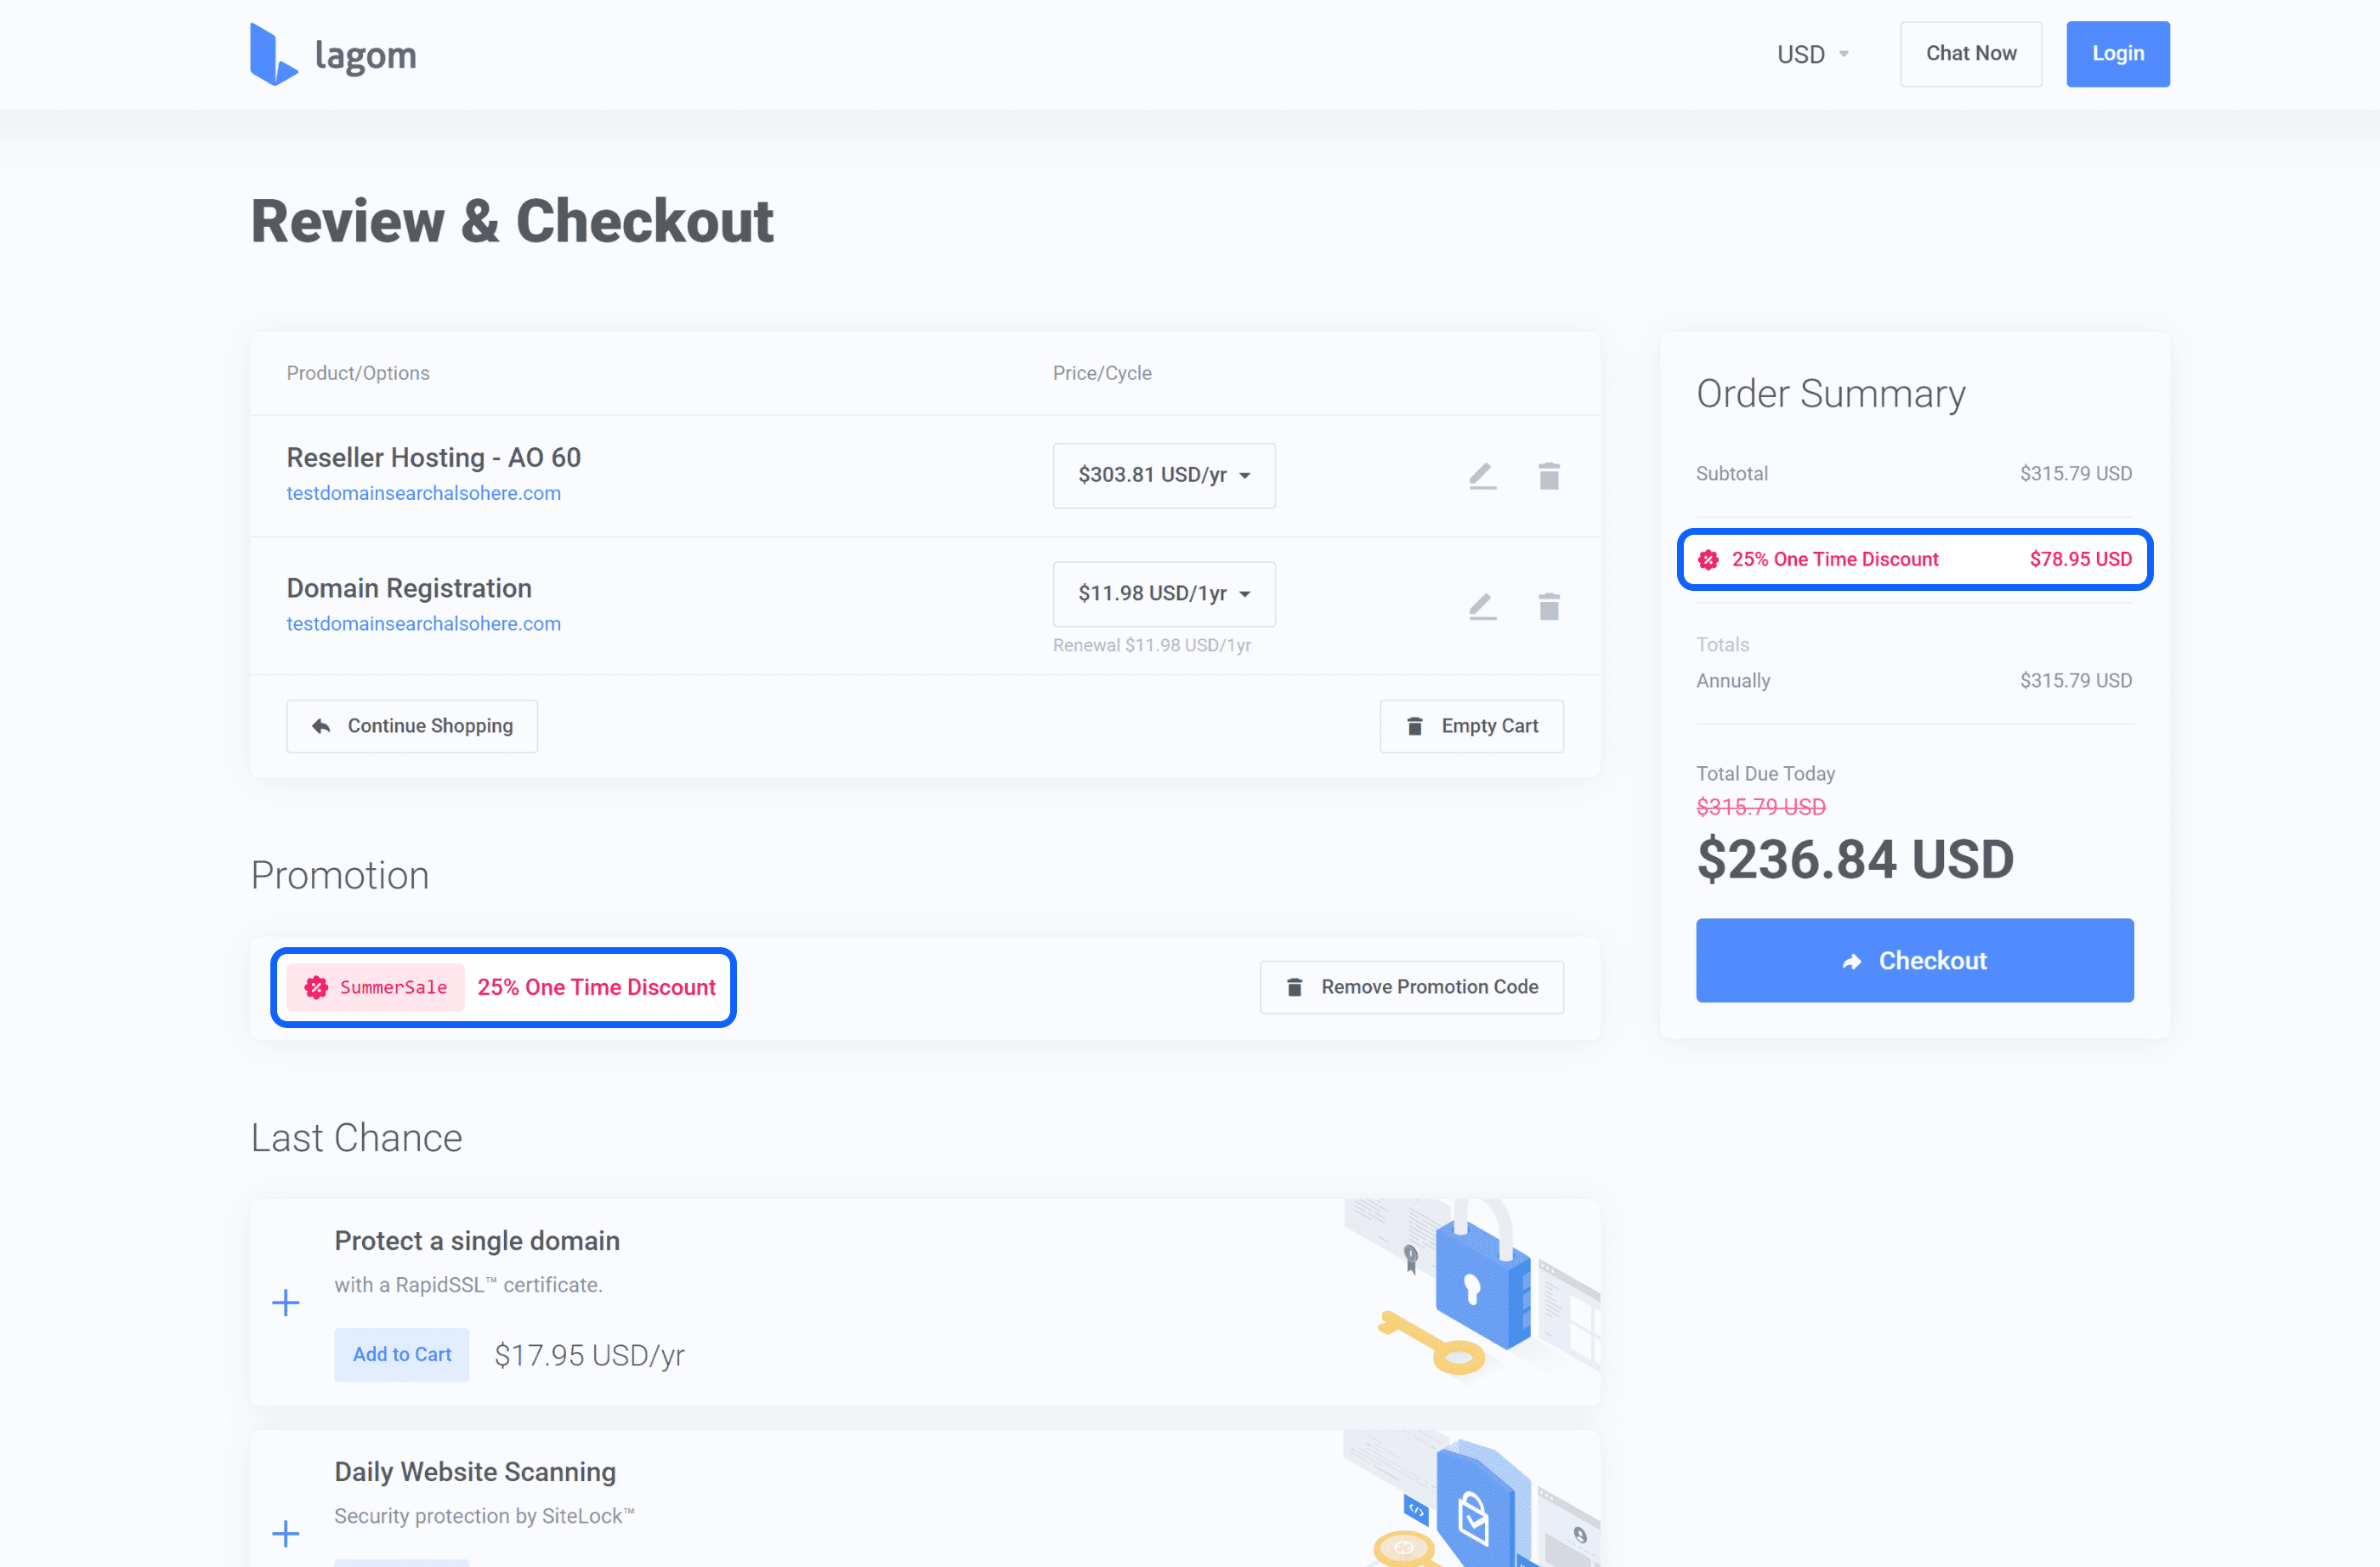 lagom
USD
Chat Now
Login
Review & Checkout
Product/Options
Price/Cycle
Reseller Hosting - AO 60
testdomainsearchalsohere.com
$303.81 USD/yr
Domain Registration
testdomainsearchalsohere.com
$11.98 USD/1yr
Renewal $11.98 USD/1yr
Continue Shopping
Empty Cart
Order Summary
Subtotal
$315.79 USD
25% One Time Discount
$78.95 USD
Totals
Annually
$315.79 USD
Total Due Today
$315.79 USD
$236.84 USD
Checkout
Promotion
SummerSale
25% One Time Discount
Remove Promotion Code
Last Chance
Protect a single domain
with a RapidSSL™ certificate.
Add to Cart
$17.95 USD/yr
Daily Website Scanning
Security protection by SiteLock™